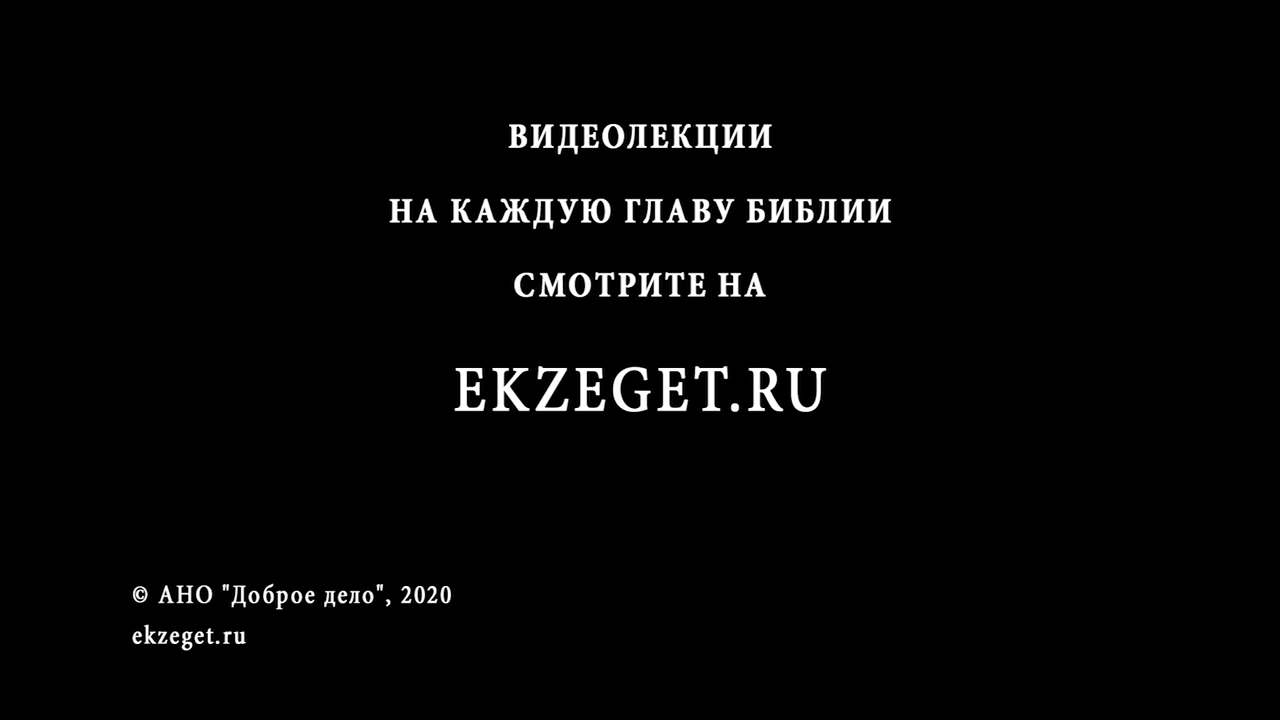 ВИДЕОЛЕКЦИИ
НА КАЖДУЮ ГЛАВУ БИБЛИИ
СМОТРИТЕ НА
EKZEGET.RU
© АНО "Доброе дело", 2020
ekzeget.ru